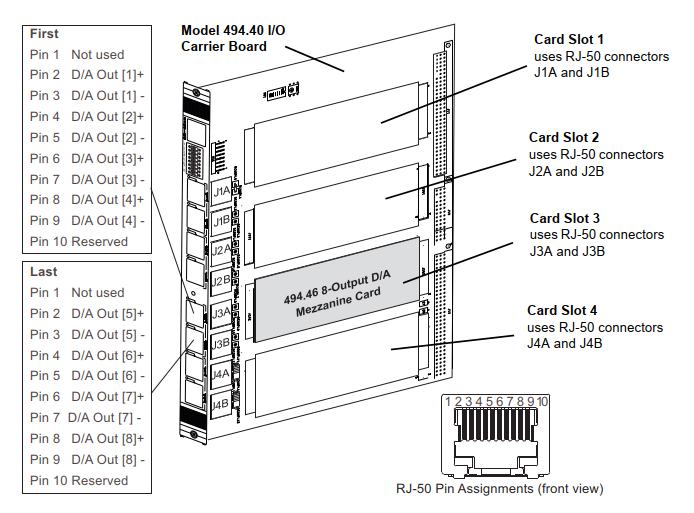 First
Pin 1 Not used
Pin 2 D/A Out [1]+
Pin 3 D/A Out [1] -
Pin 4 D/A Out [2]+
Pin 5 D/A Out [2] -
Pin 6 D/A Out [3]+
Pin 7 D/A Out [3] -
Pin 8 D/A Out [4]+
Pin 9 D/A Out [4] -
Pin 10 Reserved
Last
Pin 1 Not used
Pin 2 D/A Out [5]+
Pin 3 D/A Out [5] -
Pin 4 D/A Out [6]+
Pin 5 D/A Out [6] -
Pin 6 D/A Out [7]+
Pin 7 D/A Out [7] -
Pin 8 D/A Out [8]+
Pin 9 D/A Out [8] -
Pin 10 Reserved
Model 494.40 I/O
Carrier Board
J1A
J1B
J2A
J2B
J3A
J3B
J4A
J4B
494.46 8-Output D/A
Mezzanine Card
Card Slot 1
uses RJ-50 connectors
J1A and J1B
Card Slot 2
uses RJ-50 connectors
J2A and J2B
Card Slot 3
uses RJ-50 connectors
J3A and J3B
Card Slot 4
uses RJ-50 connectors
J4A and J4B
1 2 3 4 5 6 7 8 9 10
RJ-50 Pin Assignments (front view)